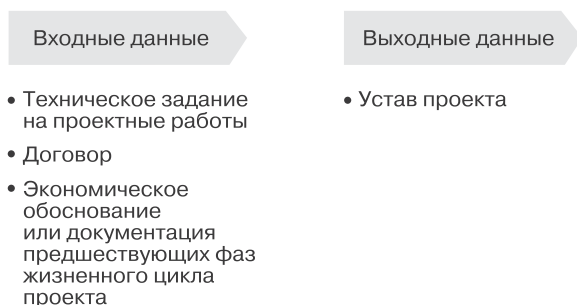 Входные данные
• Техническое задание
на проектные работы
• Договор
• Экономическое
обоснование
или документация
предшествующих фаз
жизненного цикла
проекта
Выходные данные
• Устав проекта